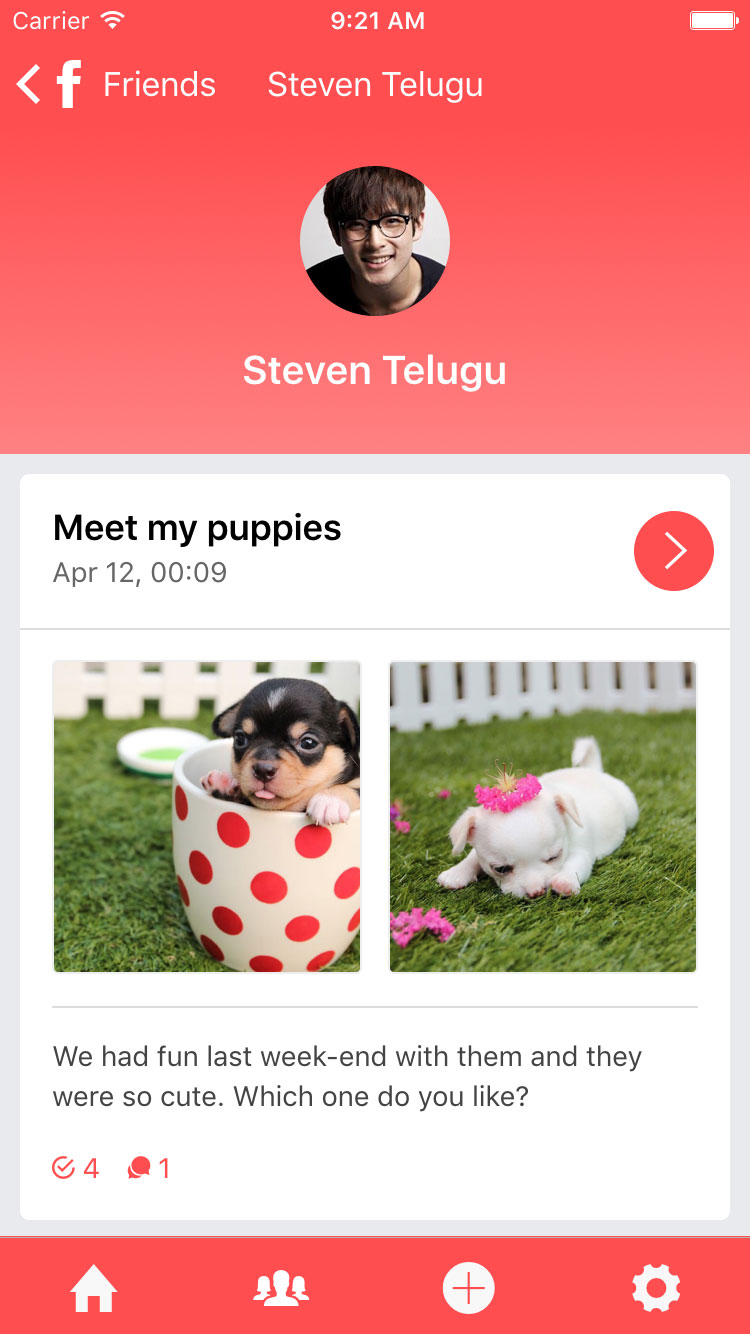 Carrier 9:21 AM
f Friends Steven Telugu
Steven Telugu
Meet my puppies
Apr 12, 00:09
We had fun last week-end with them and they
were so cute. Which one do you like?
4 1